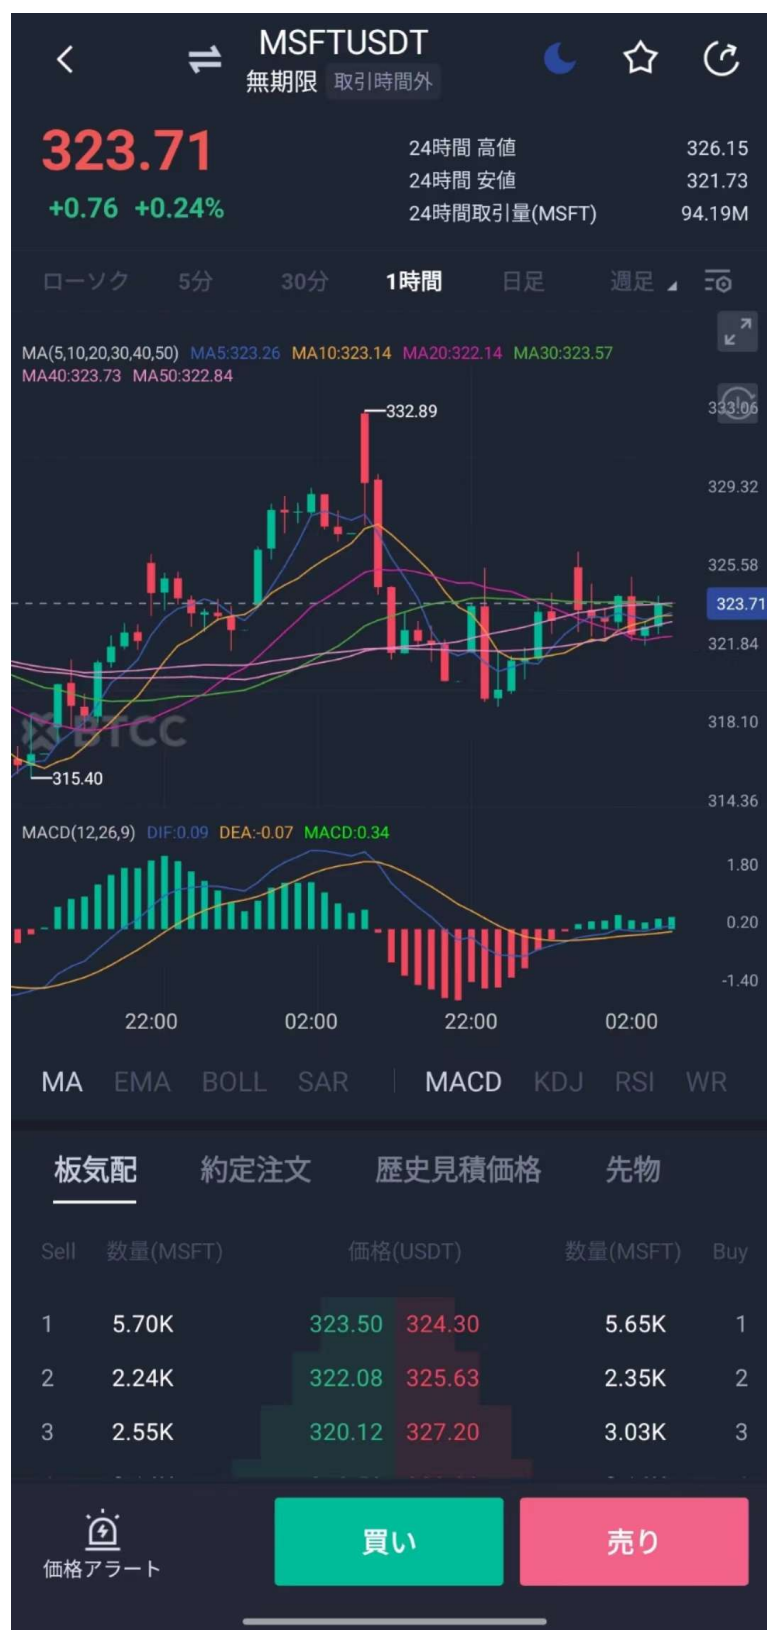 MSFTUSDT
無期限 取引時間外
323.71
+0.76 +0.24%
24時間 高値 326.15
24時間 安値 321.73
24時間取引量(MSFT) 94.19M
ローソク 5分 30分 1時間 日足 週足
MA(5,10,20,30,40,50) MA5:323.26 MA10:323.14 MA20:322.14 MA30:323.57
MA40:323.73 MA50:322.84
332.89
333.06
329.32
325.58
323.71
321.84
318.10
BTCC
315.40
314.36
MACD(12,26,9) DIF:0.09 DEA:-0.07 MACD:0.34
1.80
0.20
-1.40
22:00 02:00 22:00 02:00
MA EMA BOLL SAR MACD KDJ RSI WR
板気配 約定注文 歴史見積価格 先物
Sell 数量(MSFT) 価格(USDT) 数量(MSFT) Buy
1 5.70K 323.50 324.30 5.65K 1
2 2.24K 322.08 325.63 2.35K 2
3 2.55K 320.12 327.20 3.03K 3
価格アラート
買い
売り